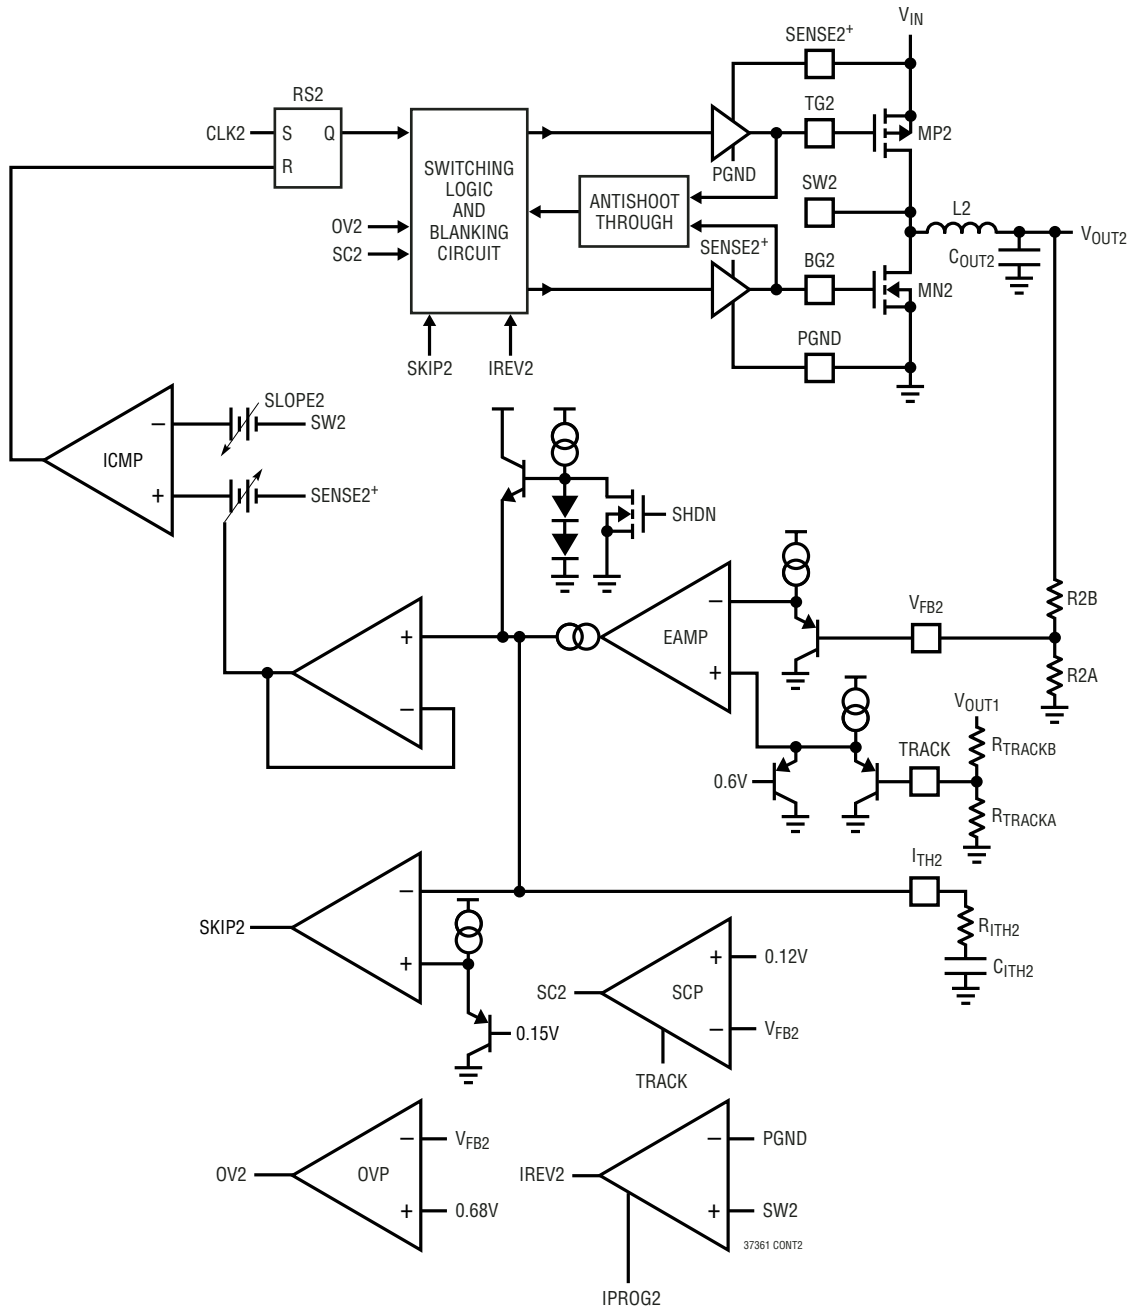 VIN
SENSE2+
RS2
TG2
CLK2
S
Q
R
MP2
PGND
SWITCHING
LOGIC
AND
BLANKING
CIRCUIT
ANTISHOOT
THROUGH
SW2
L2
OV2
SC2
VOUT2
COUT2
SENSE2+
BG2
MN2
PGND
SKIP2
IREV2
SLOPE2
–
SW2
ICMP
+
SENSE2+
SHDN
–
VFB2
R2B
+
EAMP
+
R2A
–
VOUT1
TRACK
RTRACKB
0.6V
RTRACKA
ITH2
–
SKIP2
RITH2
+
+
0.12V
CITH2
SC2
SCP
0.15V
–
VFB2
TRACK
–
VFB2
–
PGND
OV2
OVP
IREV2
+
0.68V
+
SW2
37361 CONT2
IPROG2